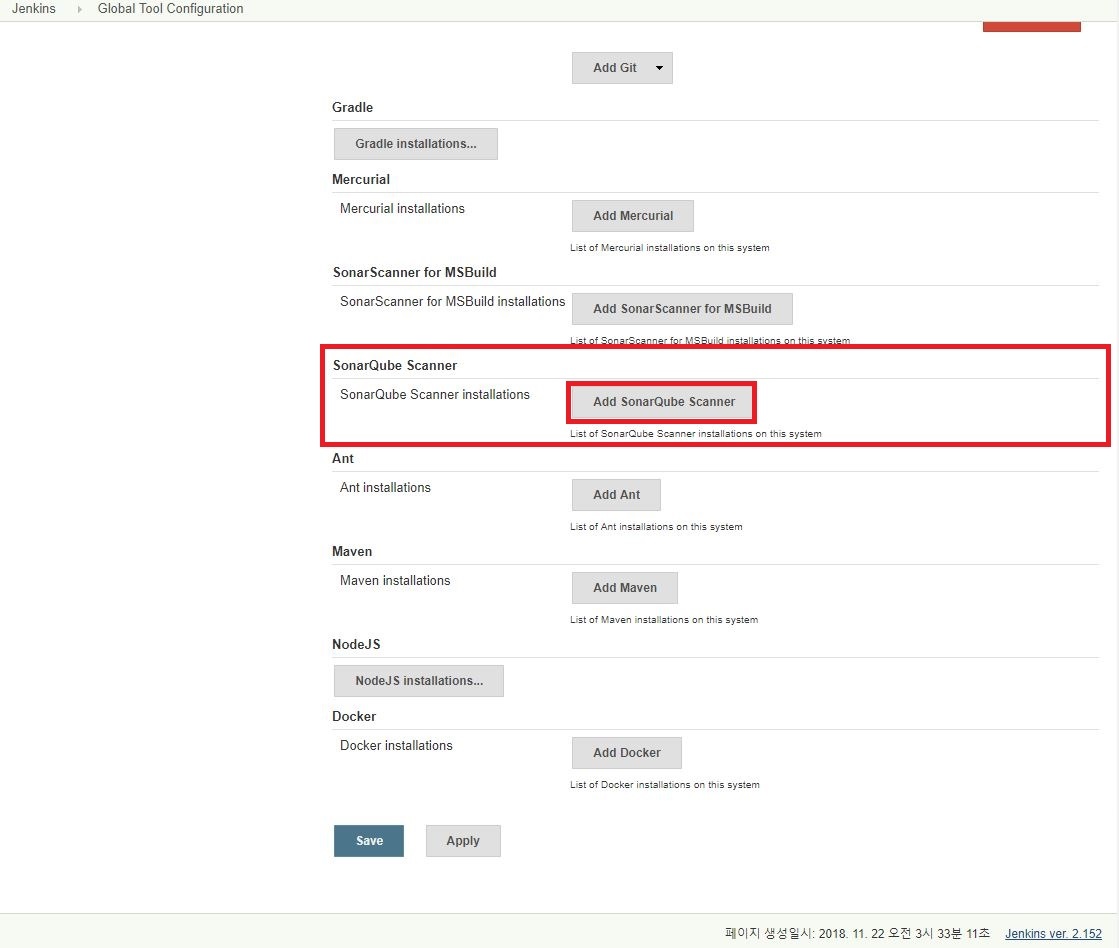 Jenkins Global Tool Configuration
Add Git
Gradle
Gradle installations...
Mercurial
Mercurial installations
Add Mercurial
List of Mercurial installations on this system
SonarScanner for MSBuild
SonarScanner for MSBuild installations
Add SonarScanner for MSBuild
List of SonarScanner for MSBuild installations on this system
SonarQube Scanner
SonarQube Scanner installations
Add SonarQube Scanner
List of SonarQube Scanner installations on this system
Ant
Ant installations
Add Ant
List of Ant installations on this system
Maven
Maven installations
Add Maven
List of Maven installations on this system
NodeJS
NodeJS installations...
Docker
Docker installations
Add Docker
List of Docker installations on this system
Save Apply
페이지 생성일시: 2018. 11. 22 오전 3시 33분 11초 Jenkins ver. 2.152